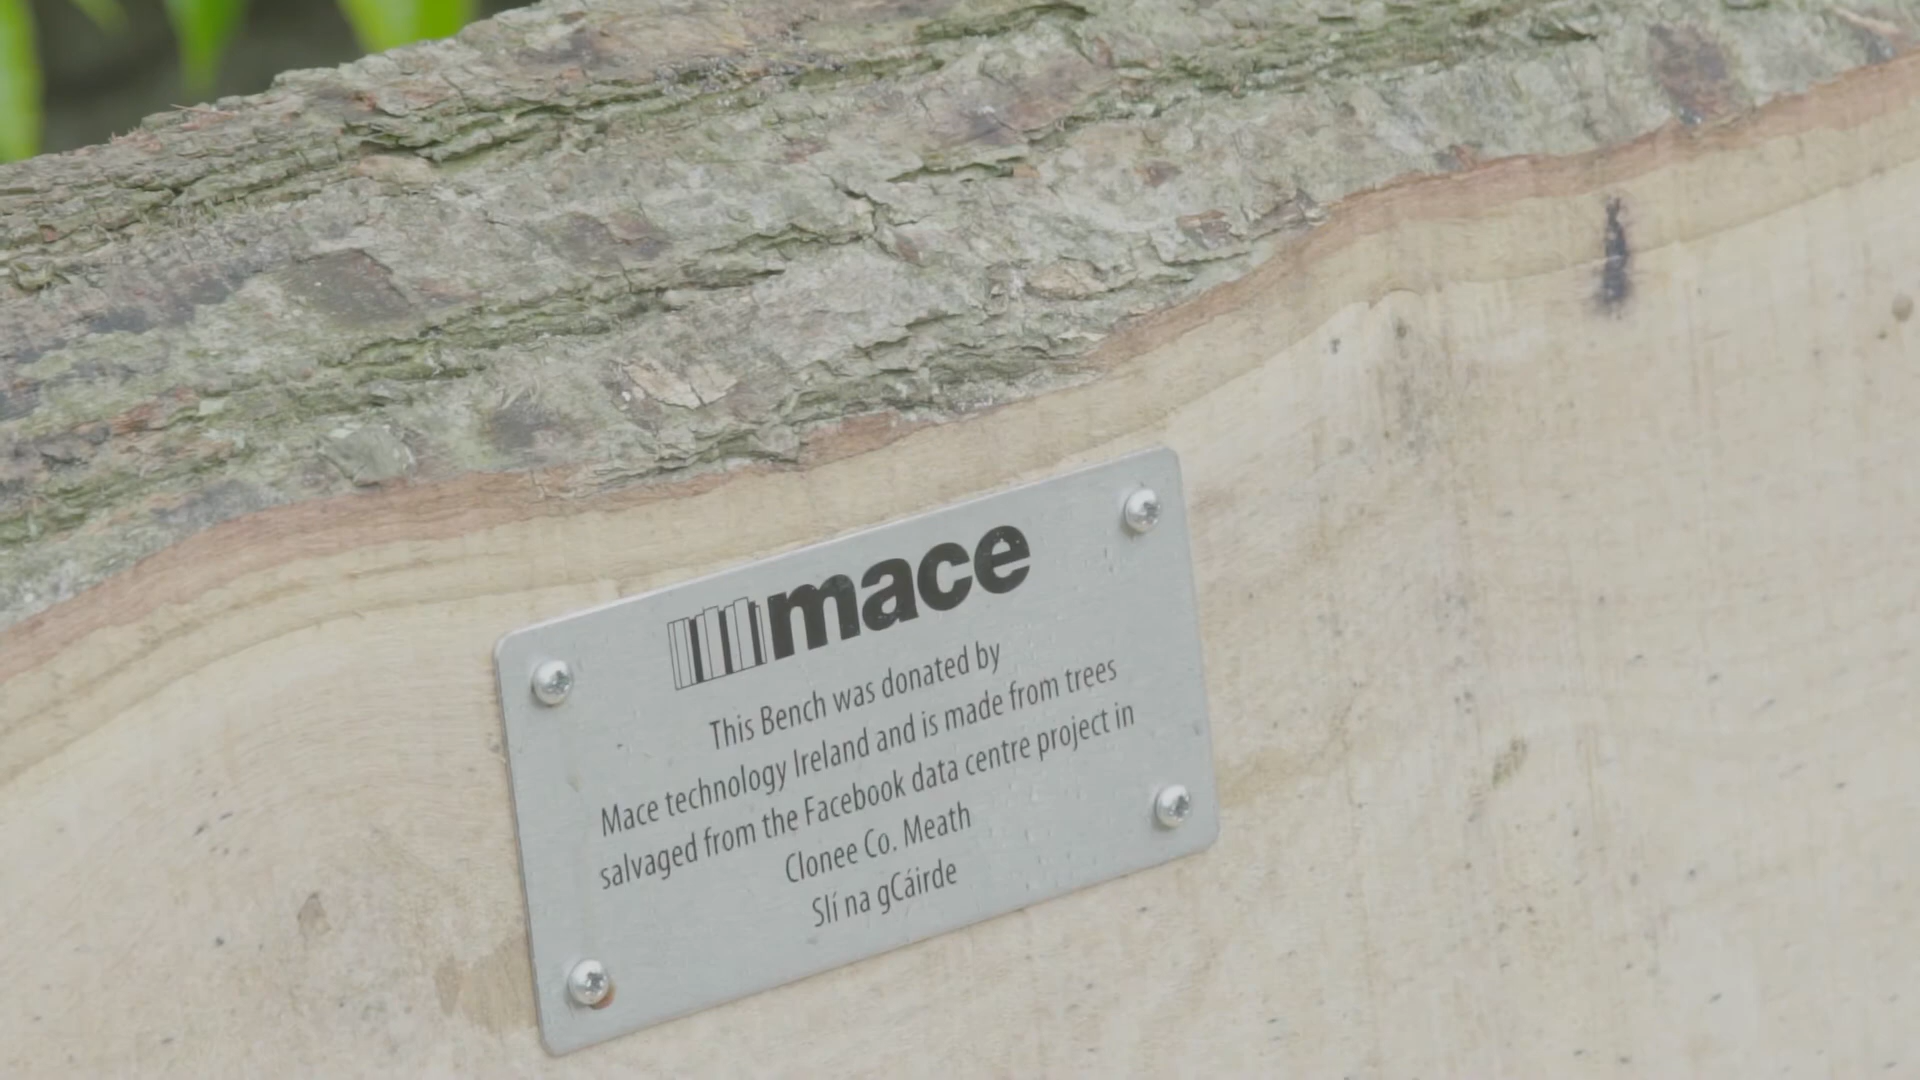 mace
This Bench was donated by
Mace technology Ireland and is made from trees
salvaged from the Facebook data centre project in
Clonee Co. Meath
Slí na gCáirde